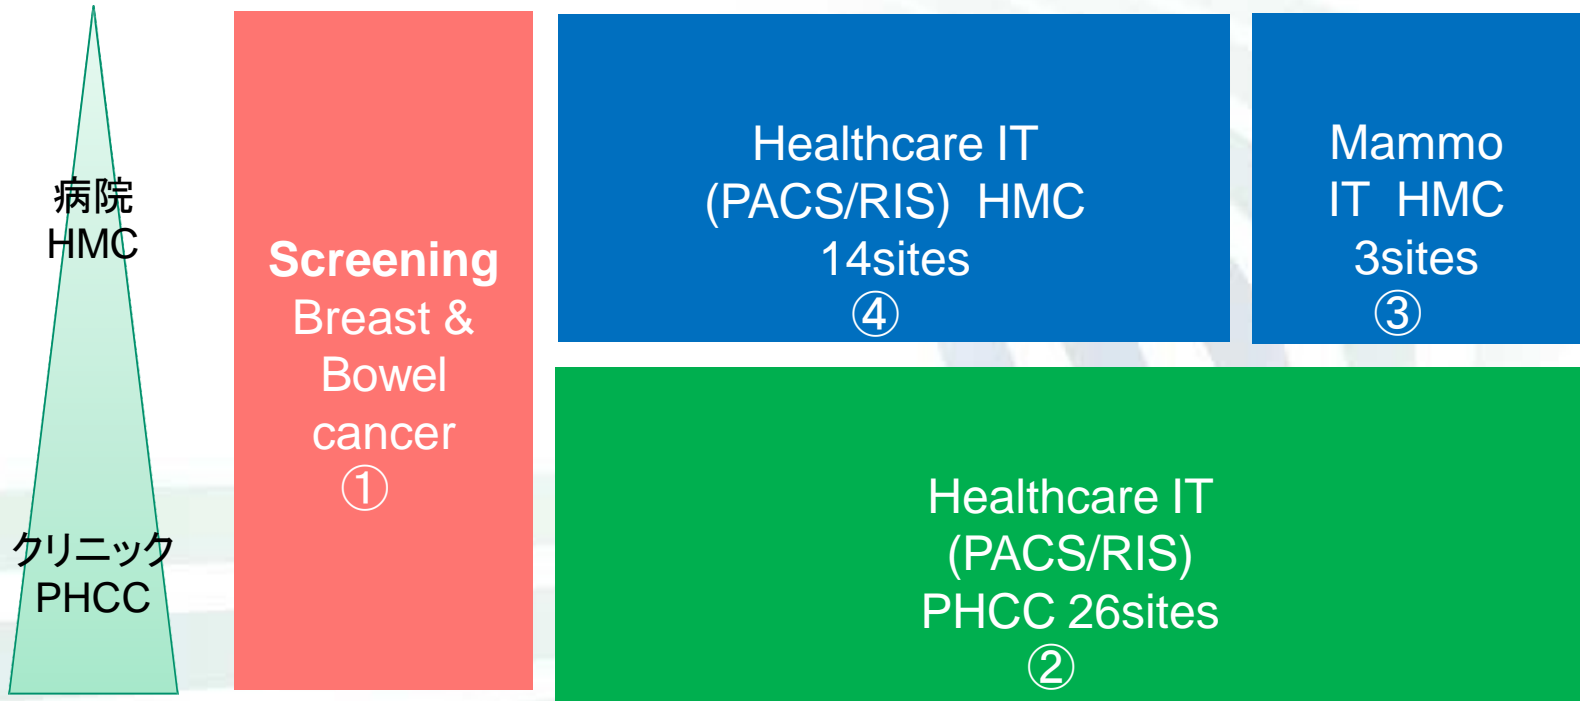 病院
HMC
クリニック
PHCC
Screening
Breast &
Bowel
cancer
①
Healthcare IT
(PACS/RIS) HMC
14sites
④
Mammo
IT HMC
3sites
③
Healthcare IT
(PACS/RIS)
PHCC 26sites
②